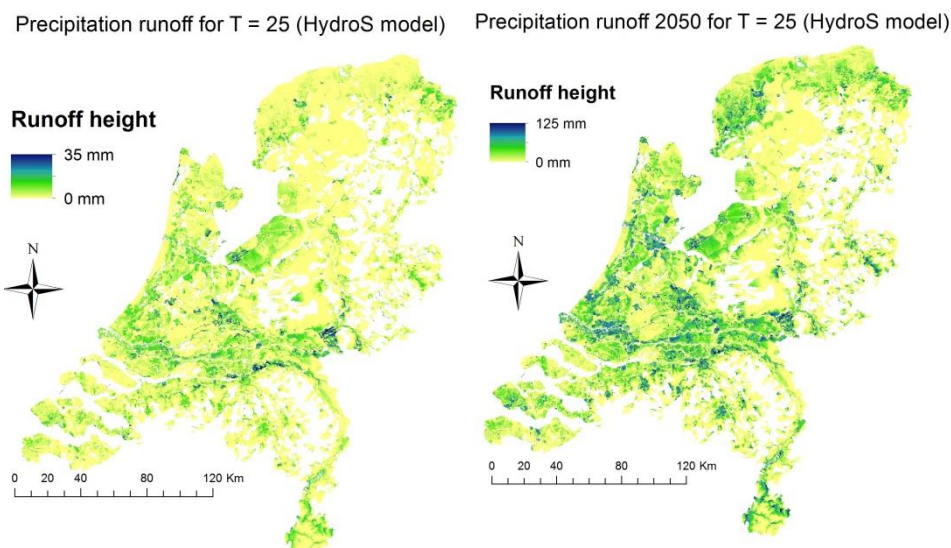 Precipitation runoff for T = 25 (HydroS model)
Runoff height
35 mm
0 mm
N
0 20 40 80 120 Km
Precipitation runoff 2050 for T = 25 (HydroS model)
Runoff height
125 mm
0 mm
N
0 20 40 80 120 Km